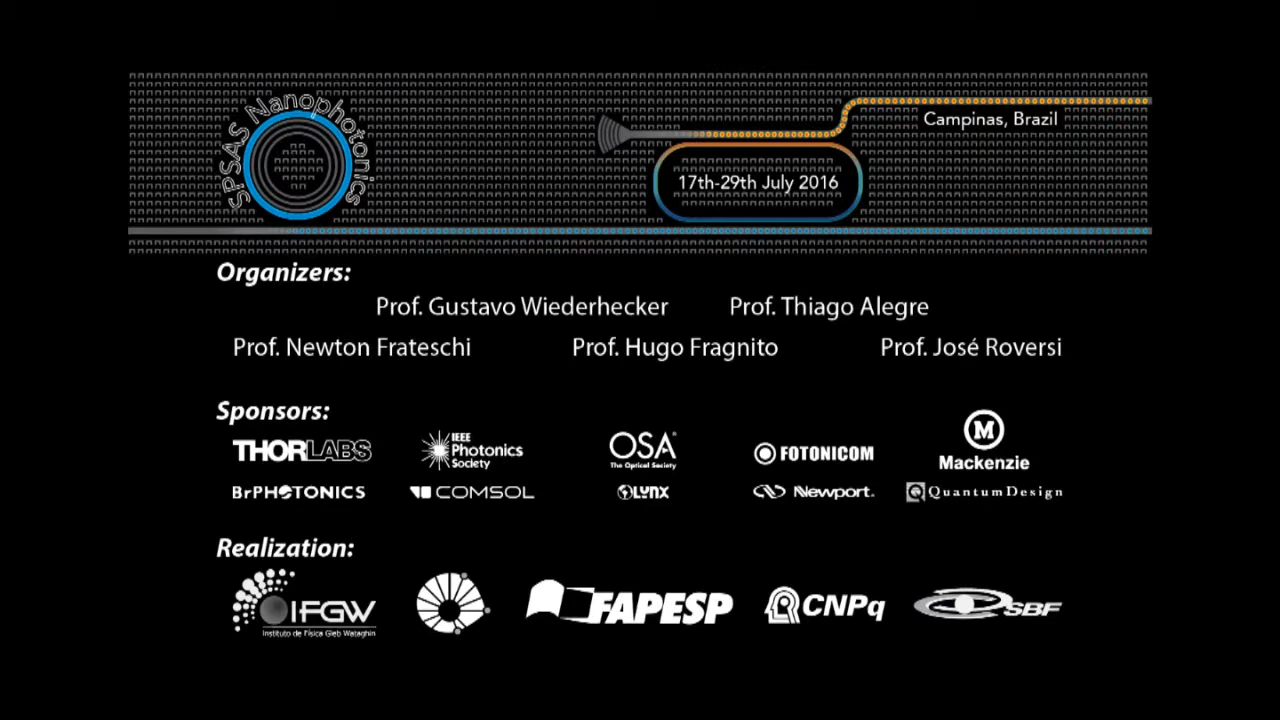 SPSAS Nanophotonics
Campinas, Brazil
17th-29th July 2016
Organizers:
Prof. Gustavo Wiederhecker Prof. Thiago Alegre
Prof. Newton Frateschi Prof. Hugo Fragnito Prof. José Roversi
Sponsors:
THORLABS
IEEE
Photonics
Society
OSA®
The Optical Society
FOTONICOM
M
Mackenzie
BrPHOTONICS COMSOL LYNX Newport. QuantumDesign
Realization:
IFGW
Instituto de Física Gleb Wataghin
FAPESP CNPq SBF